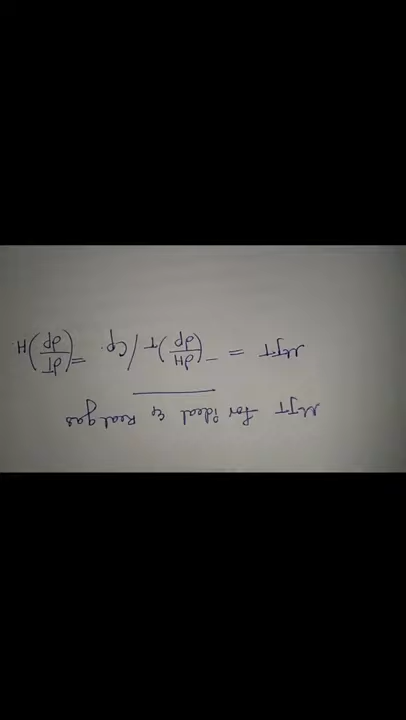 μJT for ideal & Real gas
μJT = -(dH/dp)T / Cp. = (dT/dp)H